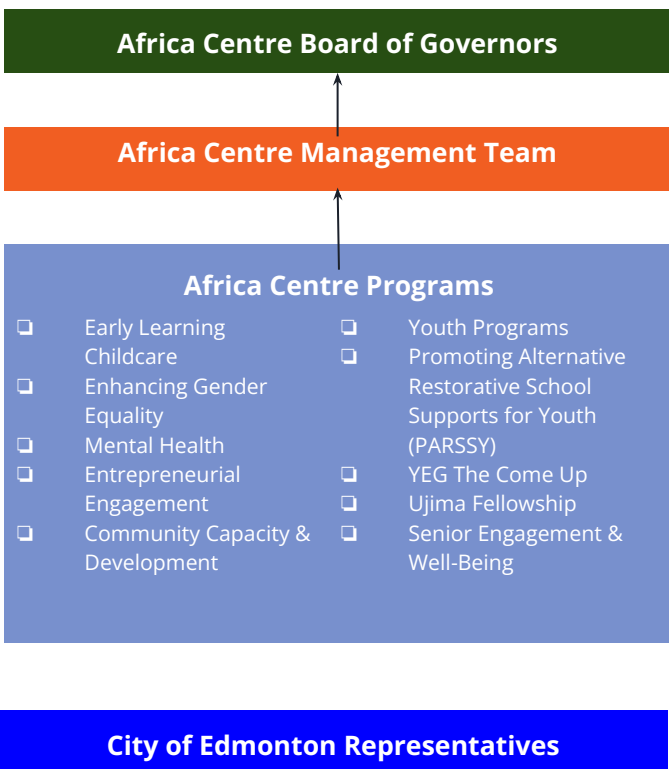 Africa Centre Board of Governors
Africa Centre Management Team
Africa Centre Programs
❏ Early Learning
Childcare
❏ Enhancing Gender
Equality
❏ Mental Health
❏ Entrepreneurial
Engagement
❏ Community Capacity &
Development
❏ Youth Programs
❏ Promoting Alternative
Restorative School
Supports for Youth
(PARSSY)
❏ YEG The Come Up
❏ Ujima Fellowship
❏ Senior Engagement &
Well-Being
City of Edmonton Representatives